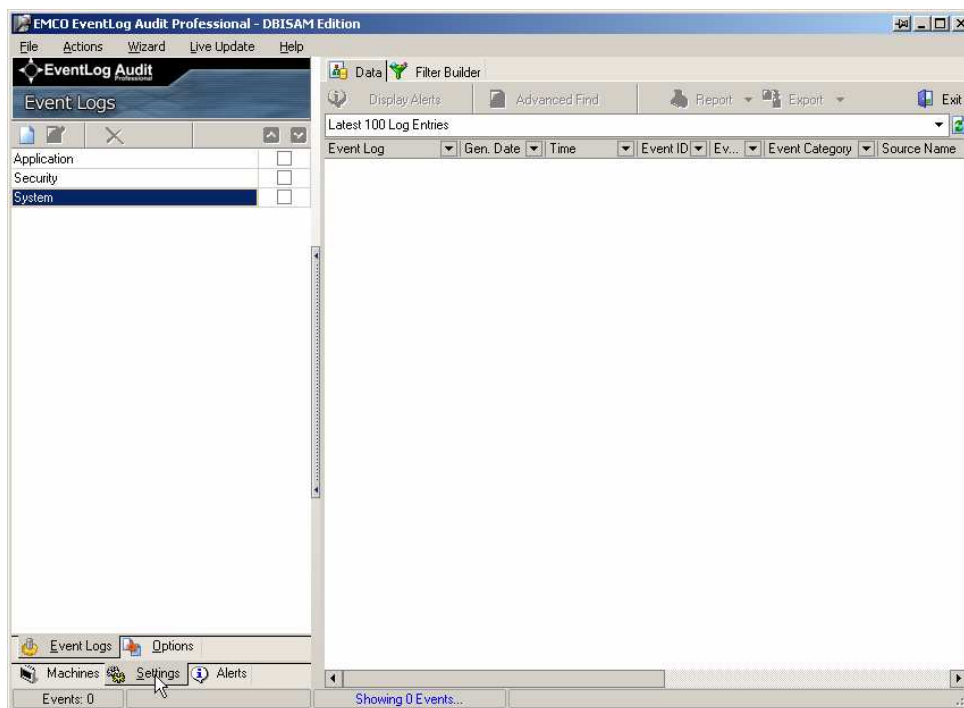 EMCO EventLog Audit Professional - DBISAM Edition
File Actions Wizard Live Update Help
EventLog Audit
Professional
Event Logs
Data Filter Builder
Display Alerts Advanced Find Report Export Exit
Latest 100 Log Entries
Event Log Gen. Date Time Event ID Ev... Event Category Source Name
Application
Security
System
Event Logs Options
Machines Settings Alerts
Events: 0 Showing 0 Events...